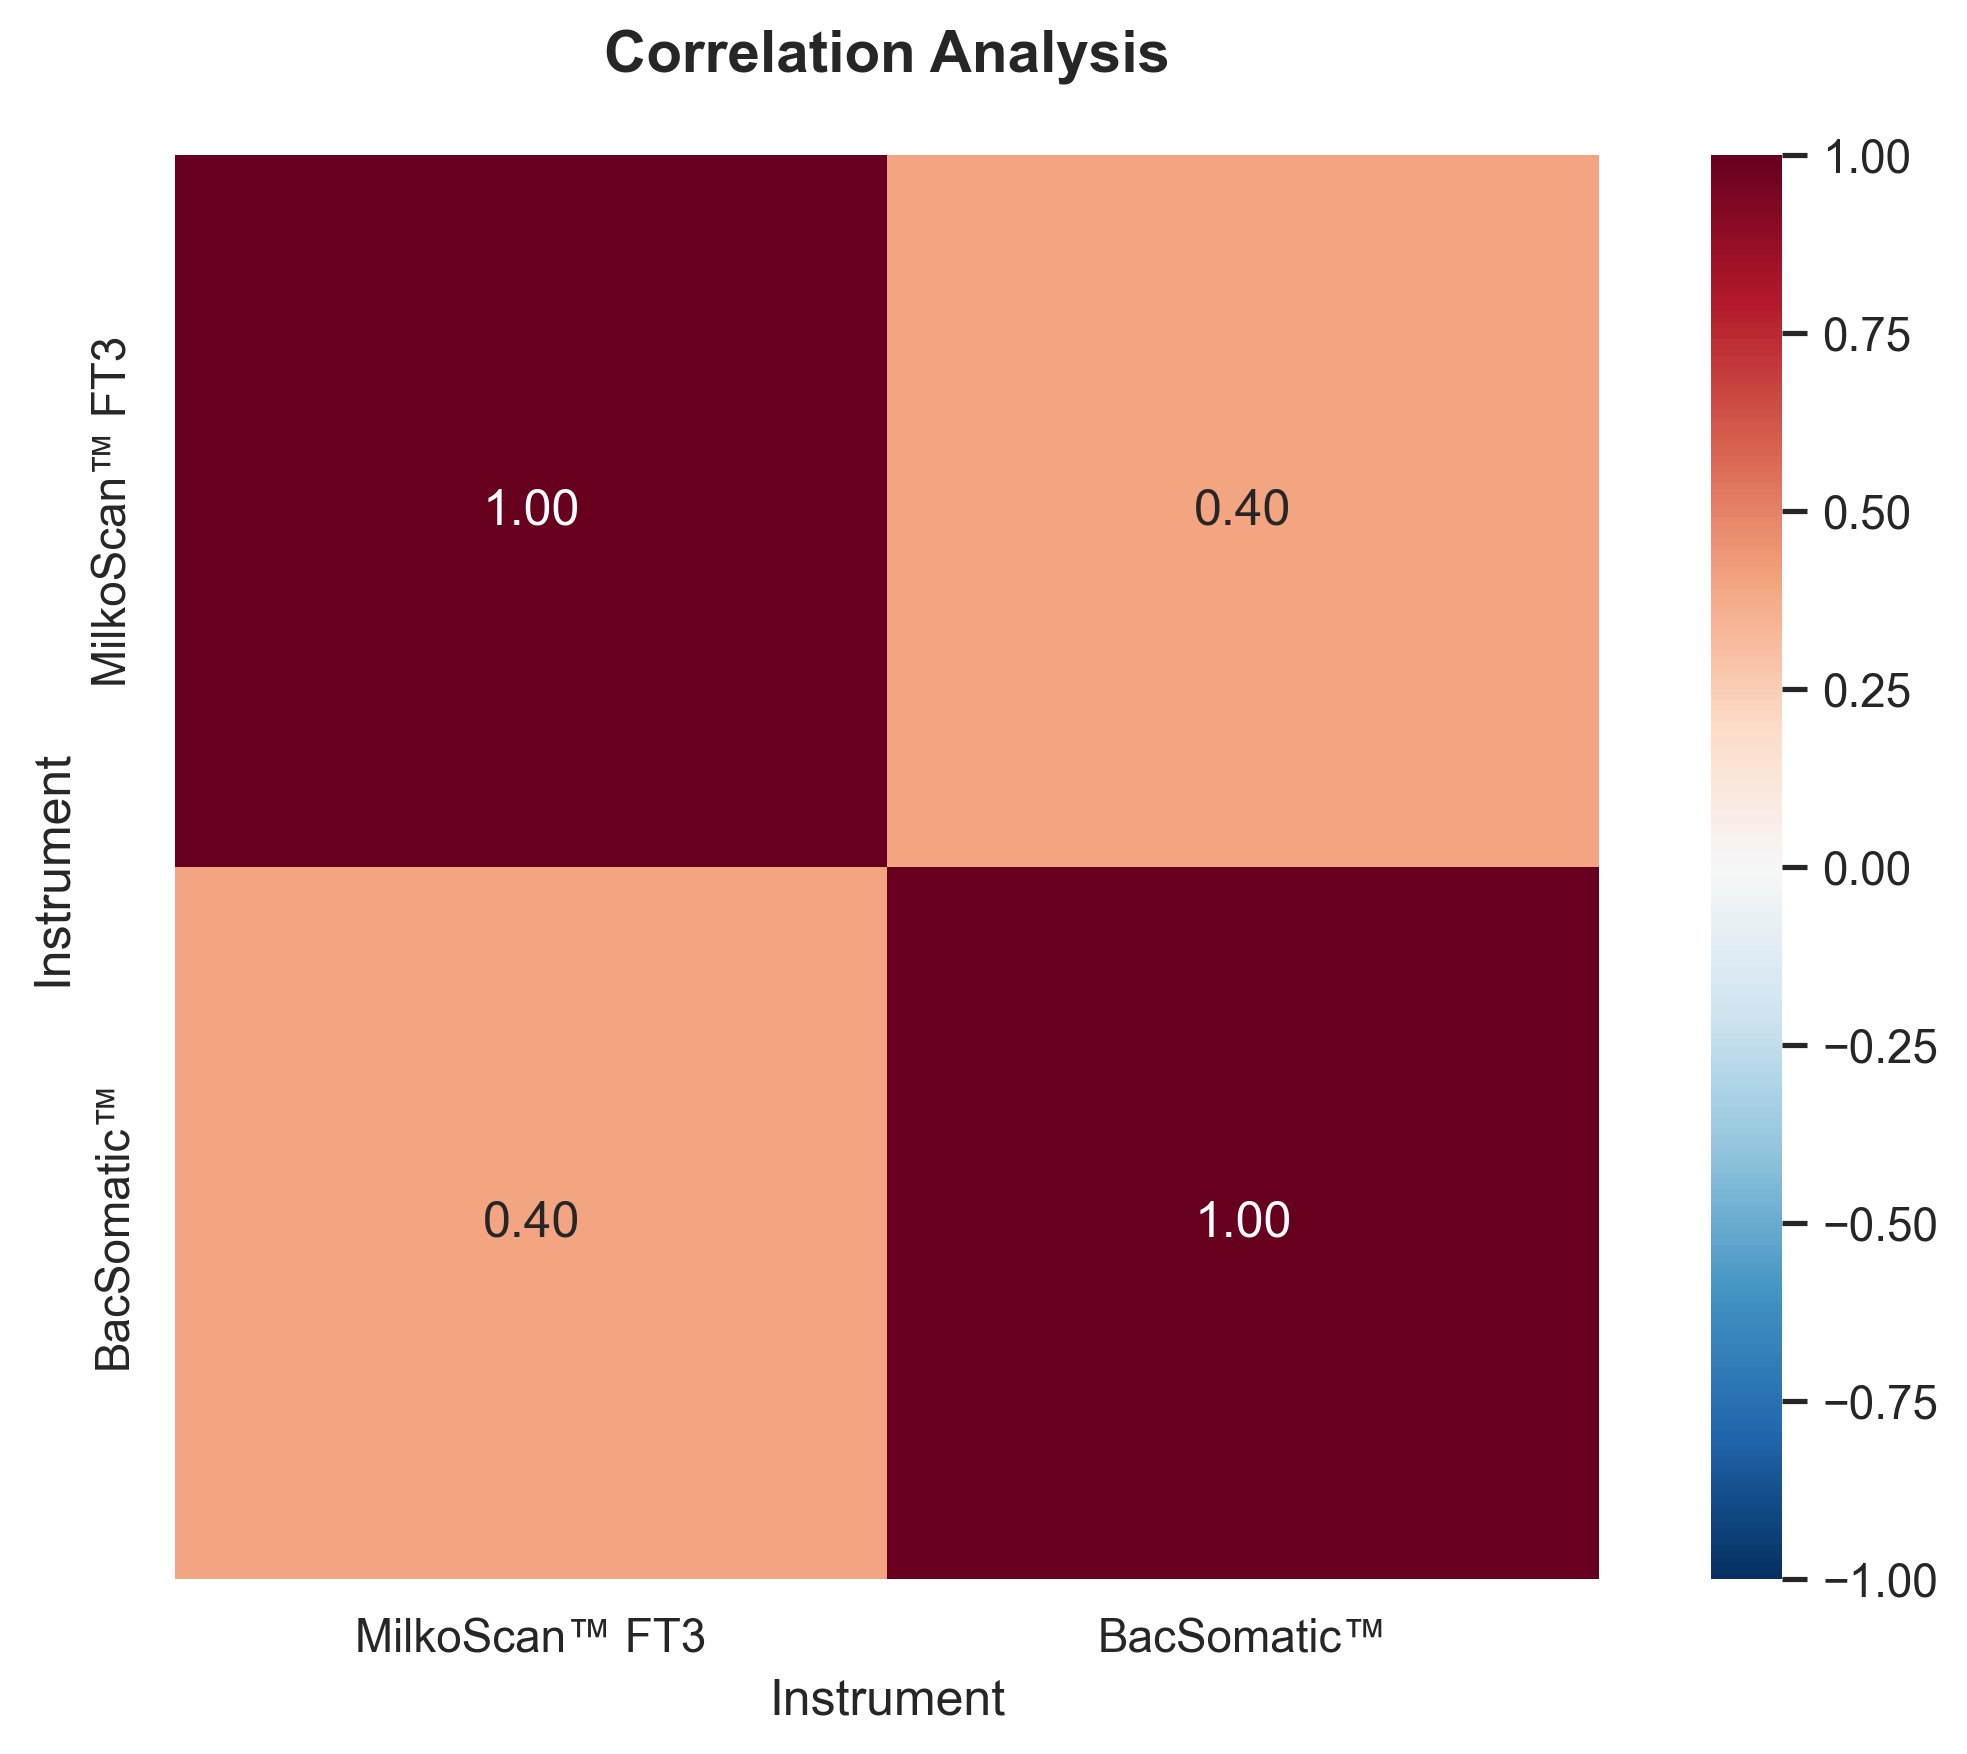 Correlation Analysis
1.00
0.40
0.40
1.00
MilkoScan™ FT3
BacSomatic™
Instrument
MilkoScan™ FT3
BacSomatic™
Instrument
1.00
0.75
0.50
0.25
0.00
−0.25
−0.50
−0.75
−1.00